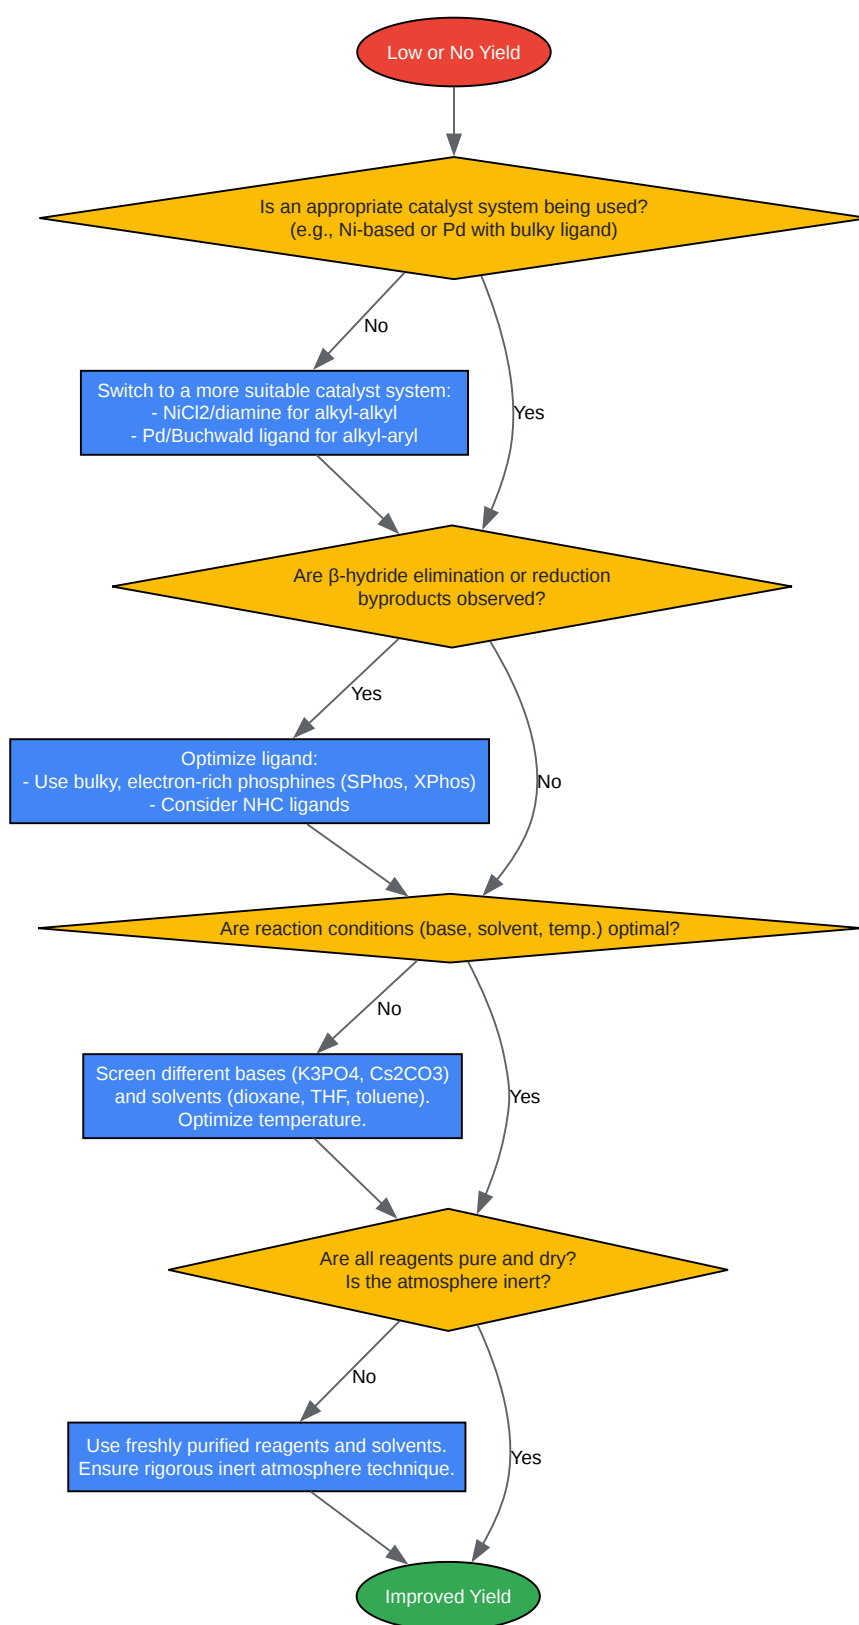 Low or No Yield
Is an appropriate catalyst system being used?
(e.g., Ni-based or Pd with bulky ligand)
No
Yes
Switch to a more suitable catalyst system:
- NiCl2/diamine for alkyl-alkyl
- Pd/Buchwald ligand for alkyl-aryl
Are β-hydride elimination or reduction
byproducts observed?
Yes
No
Optimize ligand:
- Use bulky, electron-rich phosphines (SPhos, XPhos)
- Consider NHC ligands
Are reaction conditions (base, solvent, temp.) optimal?
No
Yes
Screen different bases (K3PO4, Cs2CO3)
and solvents (dioxane, THF, toluene).
Optimize temperature.
Are all reagents pure and dry?
Is the atmosphere inert?
No
Yes
Use freshly purified reagents and solvents.
Ensure rigorous inert atmosphere technique.
Improved Yield